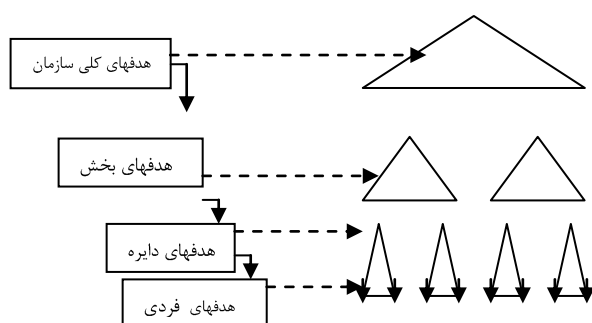 هدفهای کلی سازمان
هدفهای بخش
هدفهای دایره
هدفهای فردی